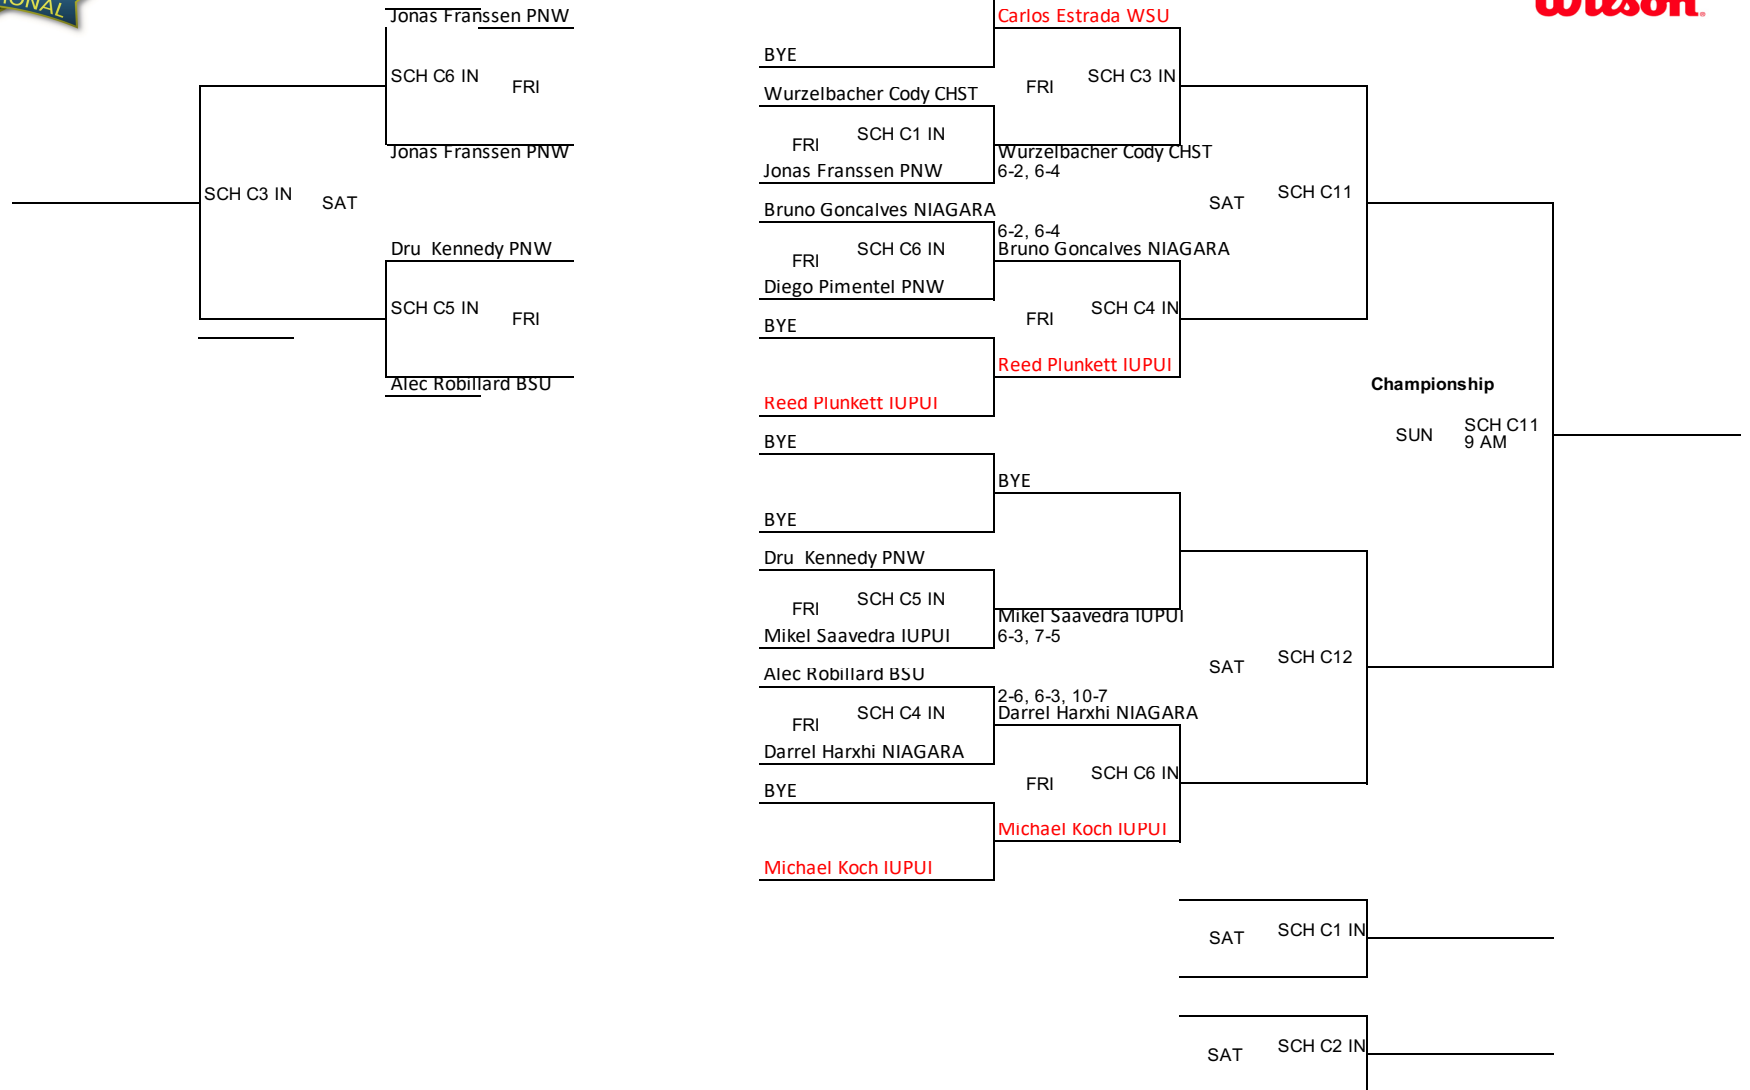 IONAL
Wilson.
Jonas Franssen PNW
SCH C6 IN
FRI
Jonas Franssen PNW
SCH C3 IN
SAT
Dru  Kennedy PNW
SCH C5 IN
FRI
Alec Robillard BSU
Carlos Estrada WSU
BYE
FRI
SCH C3 IN
Wurzelbacher Cody CHST
FRI
SCH C1 IN
Wurzelbacher Cody CHST
Jonas Franssen PNW
6-2, 6-4
SAT
SCH C11
Bruno Goncalves NIAGARA
6-2, 6-4
FRI
SCH C6 IN
Bruno Goncalves NIAGARA
Diego Pimentel PNW
BYE
FRI
SCH C4 IN
Reed Plunkett IUPUI
Reed Plunkett IUPUI
Championship
SUN
SCH C11
9 AM
BYE
BYE
BYE
Dru  Kennedy PNW
FRI
SCH C5 IN
Mikel Saavedra IUPUI
Mikel Saavedra IUPUI
6-3, 7-5
SAT
SCH C12
Alec Robillard BSU
2-6, 6-3, 10-7
FRI
SCH C4 IN
Darrel Harxhi NIAGARA
Darrel Harxhi NIAGARA
BYE
FRI
SCH C6 IN
Michael Koch IUPUI
Michael Koch IUPUI
SAT
SCH C1 IN
SAT
SCH C2 IN